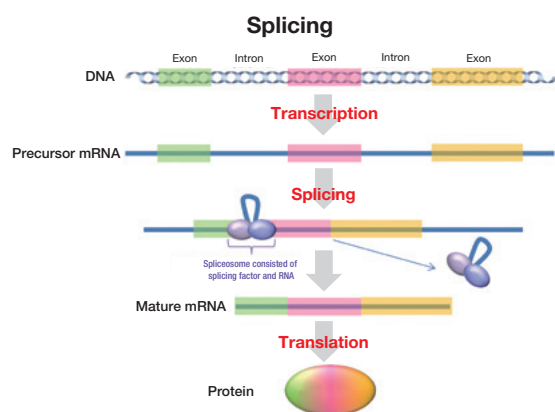 Splicing
Exon Intron Exon Intron Exon
DNA
Transcription
Precursor mRNA
Splicing
Spliceosome consisted of
splicing factor and RNA
Mature mRNA
Translation
Protein